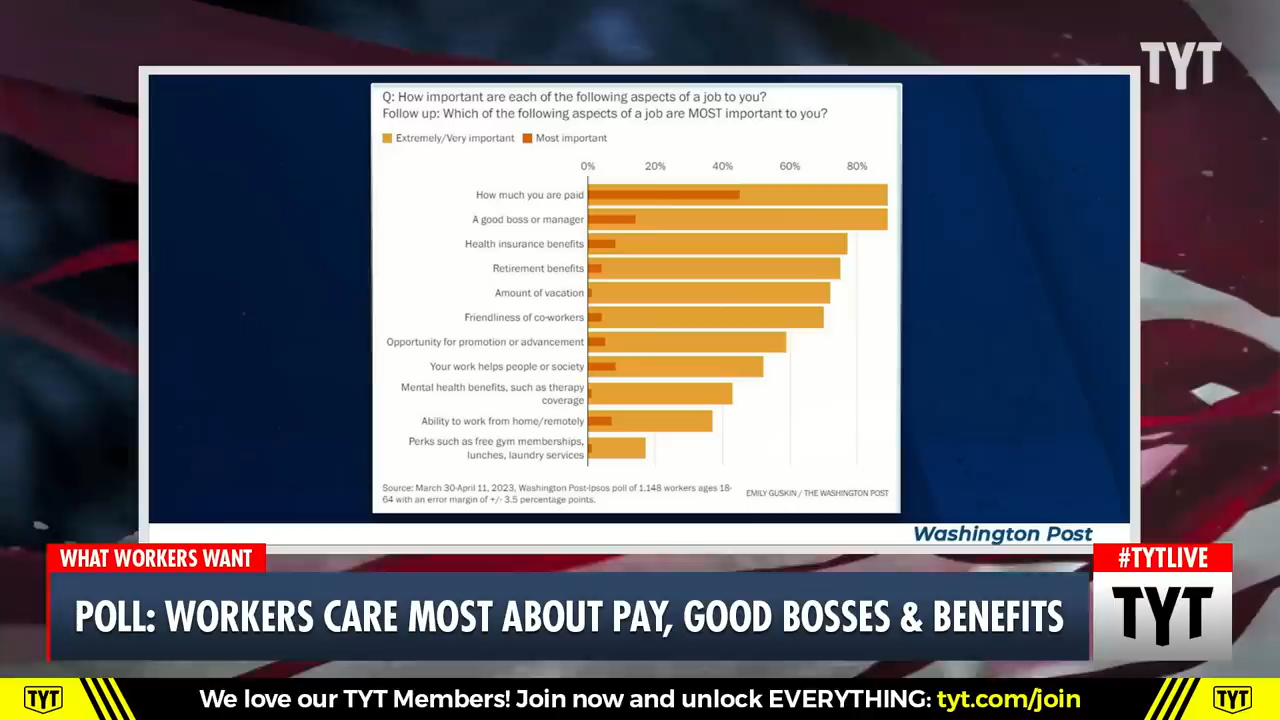 TYT
Q: How important are each of the following aspects of a job to you?
Follow up: Which of the following aspects of a job are MOST important to you?
Extremely/Very important Most important
0% 20% 40% 60% 80%
How much you are paid
A good boss or manager
Health insurance benefits
Retirement benefits
Amount of vacation
Friendliness of co-workers
Opportunity for promotion or advancement
Your work helps people or society
Mental health benefits, such as therapy
coverage
Ability to work from home/remotely
Perks such as free gym memberships,
lunches, laundry services
Source: March 30-April 11, 2023, Washington Post-Ipsos poll of 1,148 workers ages 18-
64 with an error margin of +/- 3.5 percentage points.
EMILY GUSKIN / THE WASHINGTON POST
Washington Post
WHAT WORKERS WANT
#TYTLIVE
POLL: WORKERS CARE MOST ABOUT PAY, GOOD BOSSES & BENEFITS
TYT
TYT
We love our TYT Members! Join now and unlock EVERYTHING: tyt.com/join
TYT